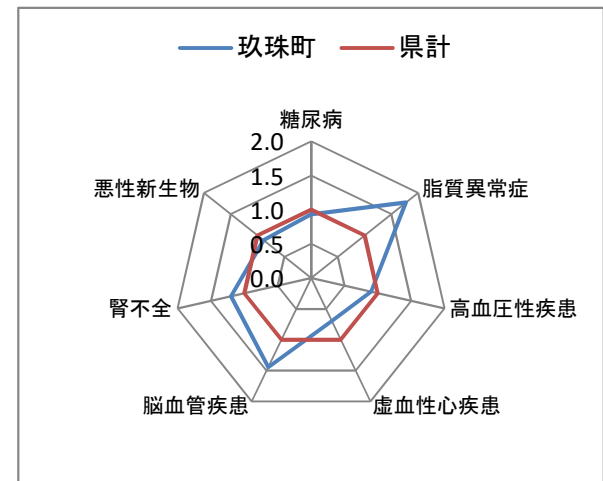 玖珠町 県計
糖尿病
2.0
1.5
1.0
0.5
0.0
脂質異常症
高血圧性疾患
虚血性心疾患
脳血管疾患
腎不全
悪性新生物